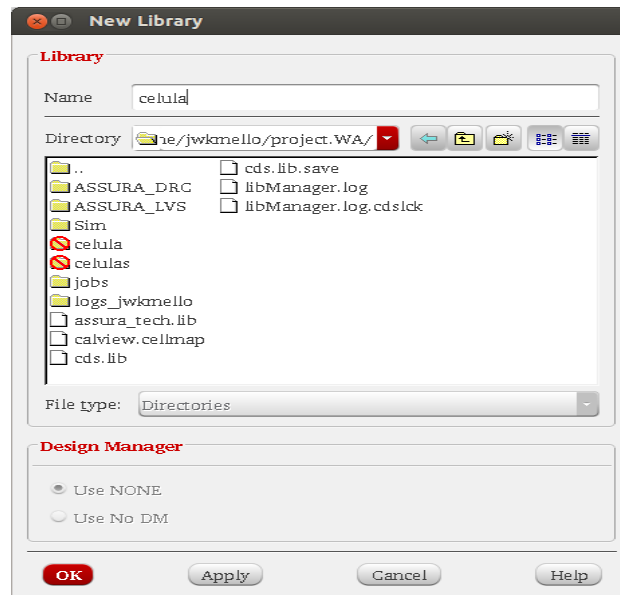 New Library
Library
Name celula
Directory ne/jwkmello/project.WA/
..
ASSURA_DRC
ASSURA_LVS
Sim
celula
celulas
jobs
logs_jwkmello
assura_tech.lib
calview.cellmap
cds.lib
cds.lib.save
libManager.log
libManager.log.cdslck
File type: Directories
Design Manager
Use NONE
Use No DM
OK Apply Cancel Help